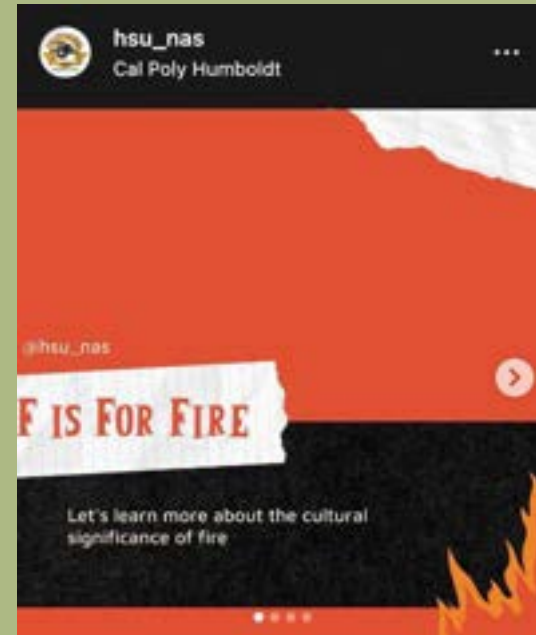 hsu_nas
Cal Poly Humboldt
@hsu_nas
F IS FOR FIRE
Let's learn more about the cultural
significance of fire